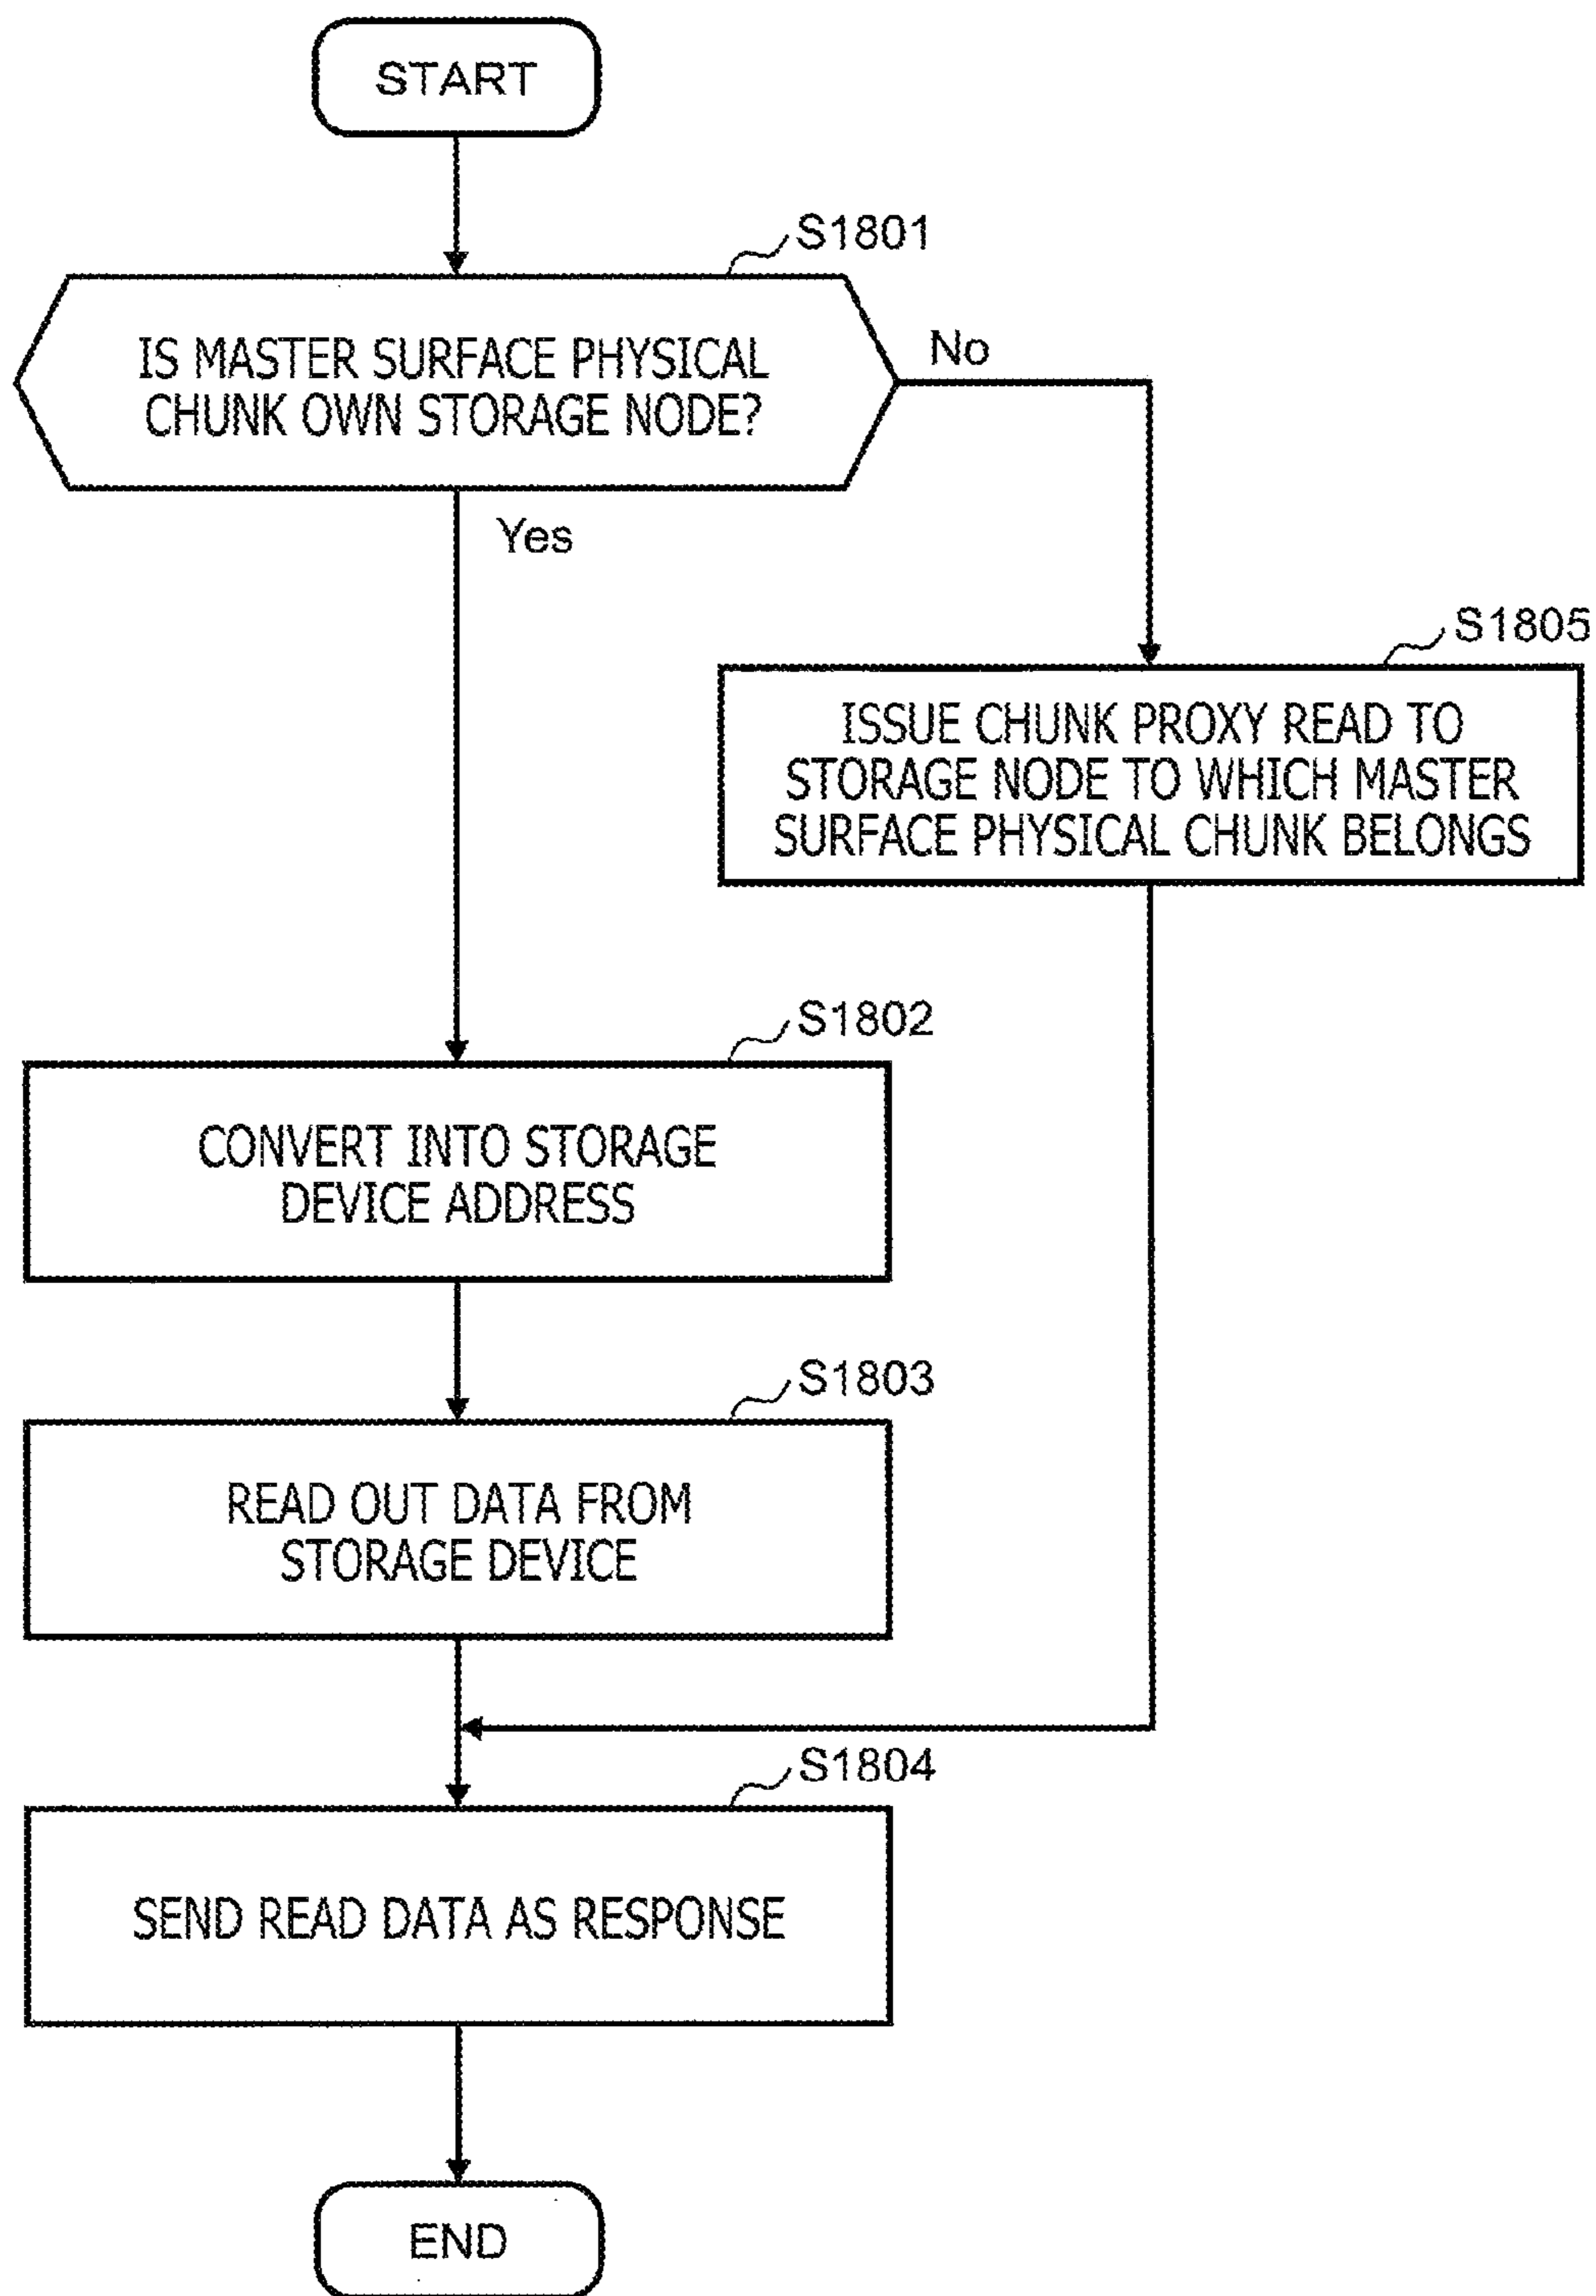 START
S1801
IS MASTER SURFACE PHYSICAL
CHUNK OWN STORAGE NODE?
No
Yes
S1805
ISSUE CHUNK PROXY READ TO
STORAGE NODE TO WHICH MASTER
SURFACE PHYSICAL CHUNK BELONGS
S1802
CONVERT INTO STORAGE
DEVICE ADDRESS
S1803
READ OUT DATA FROM
STORAGE DEVICE
S1804
SEND READ DATA AS RESPONSE
END